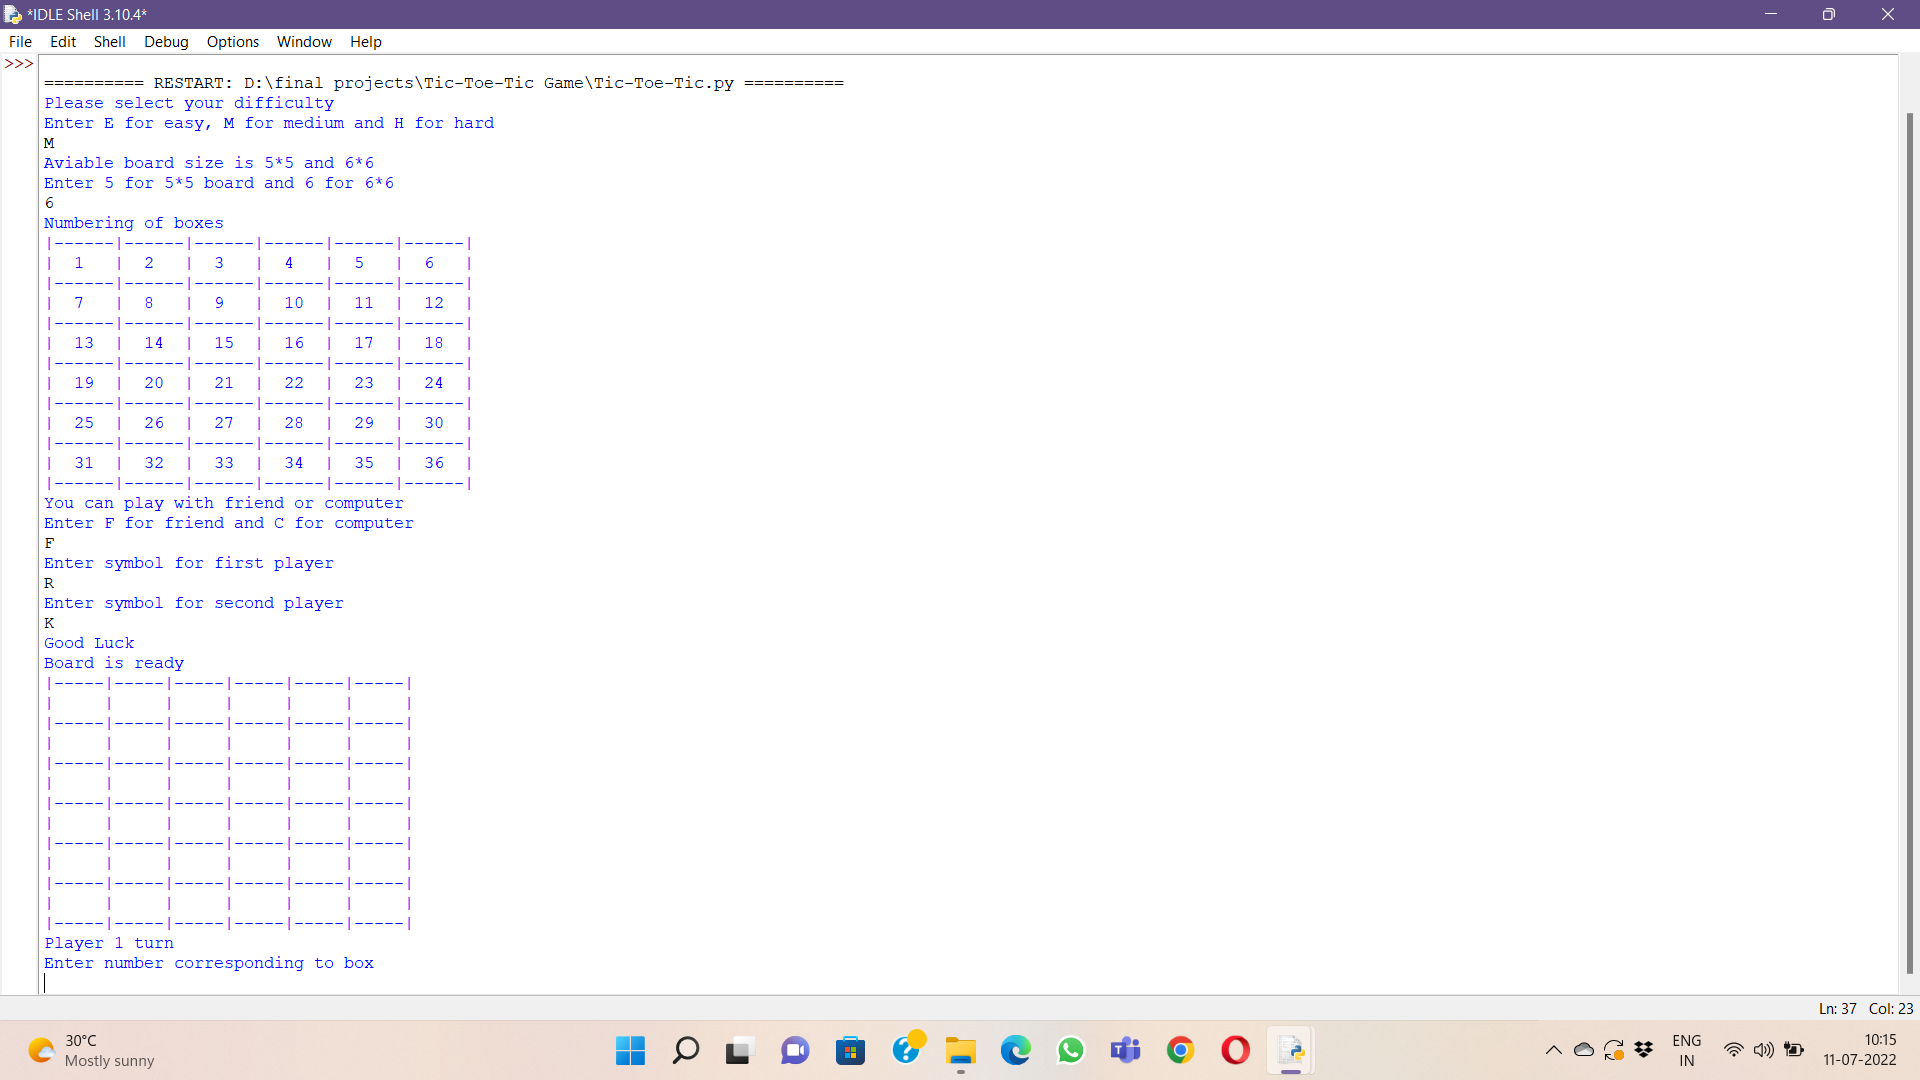 *IDLE Shell 3.10.4*
File Edit Shell Debug Options Window Help
>>>
========== RESTART: D:\final projects\Tic-Toe-Tic Game\Tic-Toe-Tic.py ==========
Please select your difficulty
Enter E for easy, M for medium and H for hard
M
Aviable board size is 5*5 and 6*6
Enter 5 for 5*5 board and 6 for 6*6
6
Numbering of boxes
|------|------|------|------|------|------|
|  1   |  2   |  3   |  4   |  5   |  6   |
|------|------|------|------|------|------|
|  7   |  8   |  9   |  10  |  11  |  12  |
|------|------|------|------|------|------|
|  13  |  14  |  15  |  16  |  17  |  18  |
|------|------|------|------|------|------|
|  19  |  20  |  21  |  22  |  23  |  24  |
|------|------|------|------|------|------|
|  25  |  26  |  27  |  28  |  29  |  30  |
|------|------|------|------|------|------|
|  31  |  32  |  33  |  34  |  35  |  36  |
|------|------|------|------|------|------|
You can play with friend or computer
Enter F for friend and C for computer
F
Enter symbol for first player
R
Enter symbol for second player
K
Good Luck
Board is ready
|-----|-----|-----|-----|-----|-----|
|     |     |     |     |     |     |
|-----|-----|-----|-----|-----|-----|
|     |     |     |     |     |     |
|-----|-----|-----|-----|-----|-----|
|     |     |     |     |     |     |
|-----|-----|-----|-----|-----|-----|
|     |     |     |     |     |     |
|-----|-----|-----|-----|-----|-----|
|     |     |     |     |     |     |
|-----|-----|-----|-----|-----|-----|
|     |     |     |     |     |     |
|-----|-----|-----|-----|-----|-----|
Player 1 turn
Enter number corresponding to box
Ln: 37 Col: 23
30°C
Mostly sunny
ENG
IN
10:15
11-07-2022